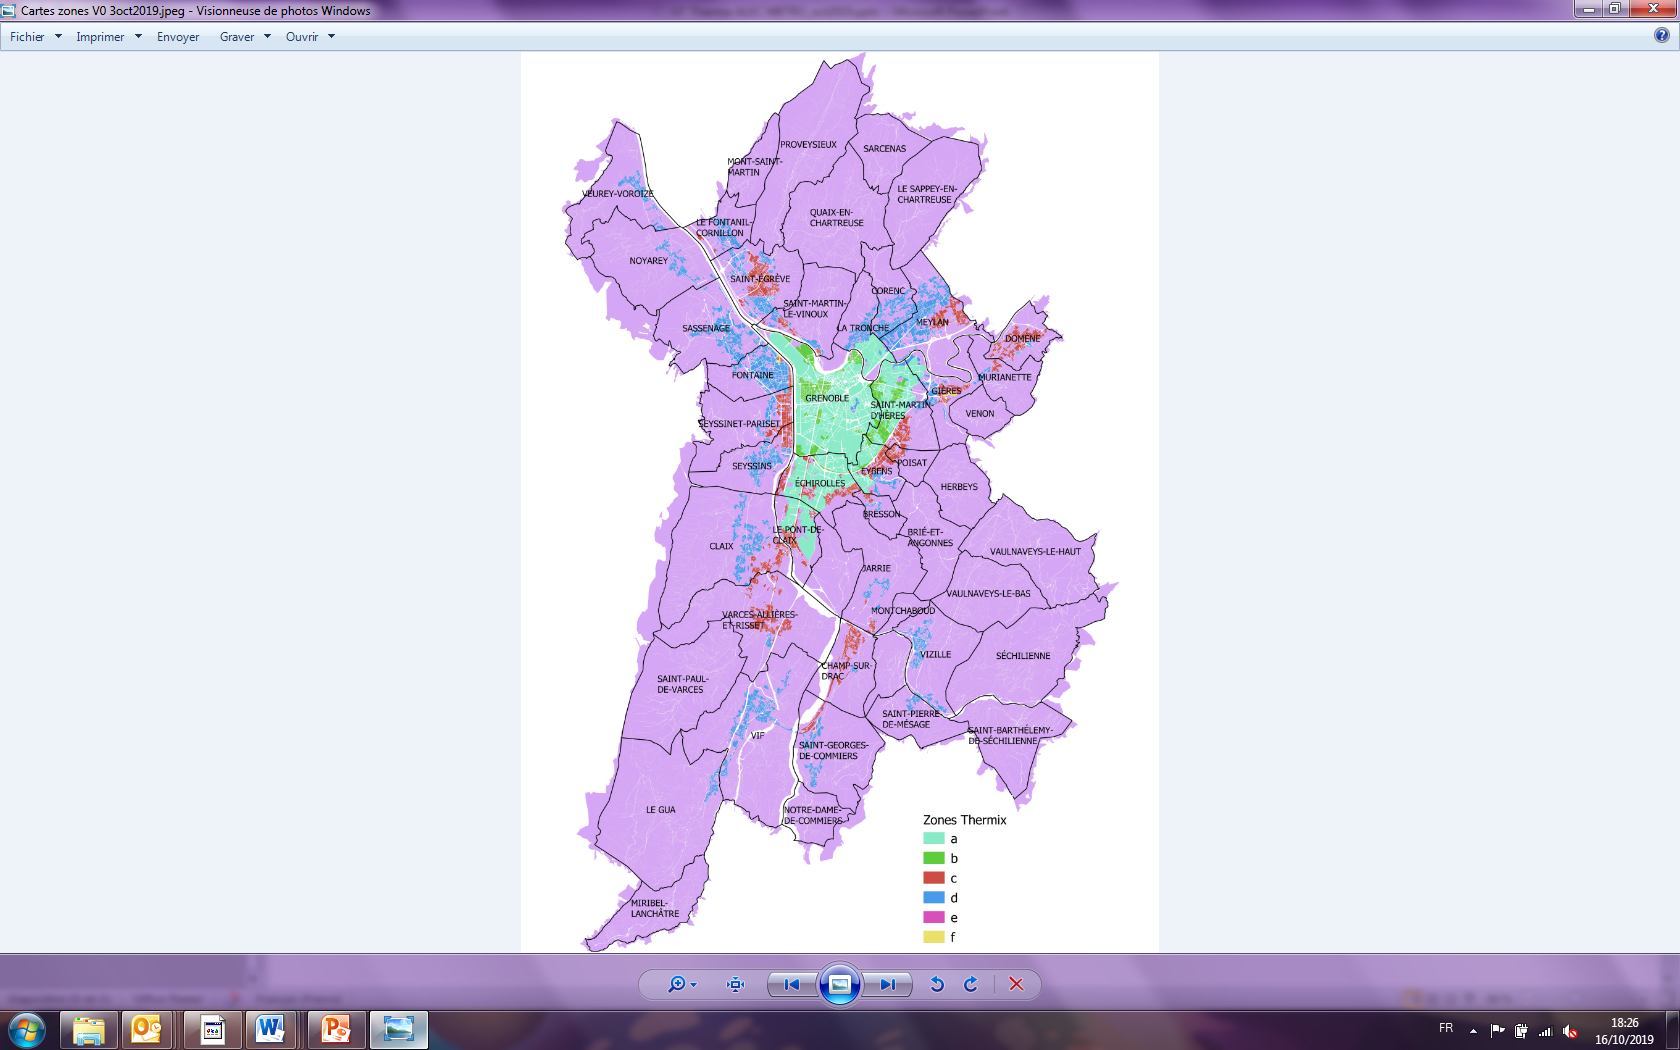 Cartes zones V0 3oct2019.jpeg - Visionneuse de photos Windows
Fichier Imprimer Envoyer Graver Ouvrir
PROVEYSIEUX
SARCENAS
MONT-SAINT-
MARTIN
VEUREY-VOROIZE
LE SAPPEY-EN-
CHARTREUSE
QUAIX-EN-
CHARTREUSE
LE FONTANIL-
CORNILLON
NOYAREY
SAINT-EGRÈVE
CORENC
SAINT-MARTIN-
LE-VINOUX
SASSENAGE
LA TRONCHE
MEYLAN
DOMÈNE
FONTAINE
MURIANETTE
GIÈRES
GRENOBLE
SAINT-MARTIN-
D'HÈRES
VENON
SEYSSINET-PARISET
SEYSSINS
POISAT
EYBENS
ÉCHIROLLES
HERBEYS
BRESSON
LE PONT-DE-
CLAIX
BRIÉ-ET-
ANGONNES
CLAIX
VAULNAVEYS-LE-HAUT
JARRIE
VAULNAVEYS-LE-BAS
MONTCHABOUD
VARCES-ALLIÈRES-
ET-RISSET
VIZILLE
SÉCHILIENNE
CHAMP-SUR-
DRAC
SAINT-PAUL-
DE-VARCES
SAINT-PIERRE
DE-MÉSAGE
SAINT-BARTHÉLEMY-
DE-SÉCHILIENNE
VIF
SAINT-GEORGES-
DE-COMMIERS
LE GUA
NOTRE-DAME-
DE-COMMIERS
MIRIBEL-
LANCHÂTRE
Zones Thermix
a
b
c
d
e
f
FR
18:26
16/10/2019